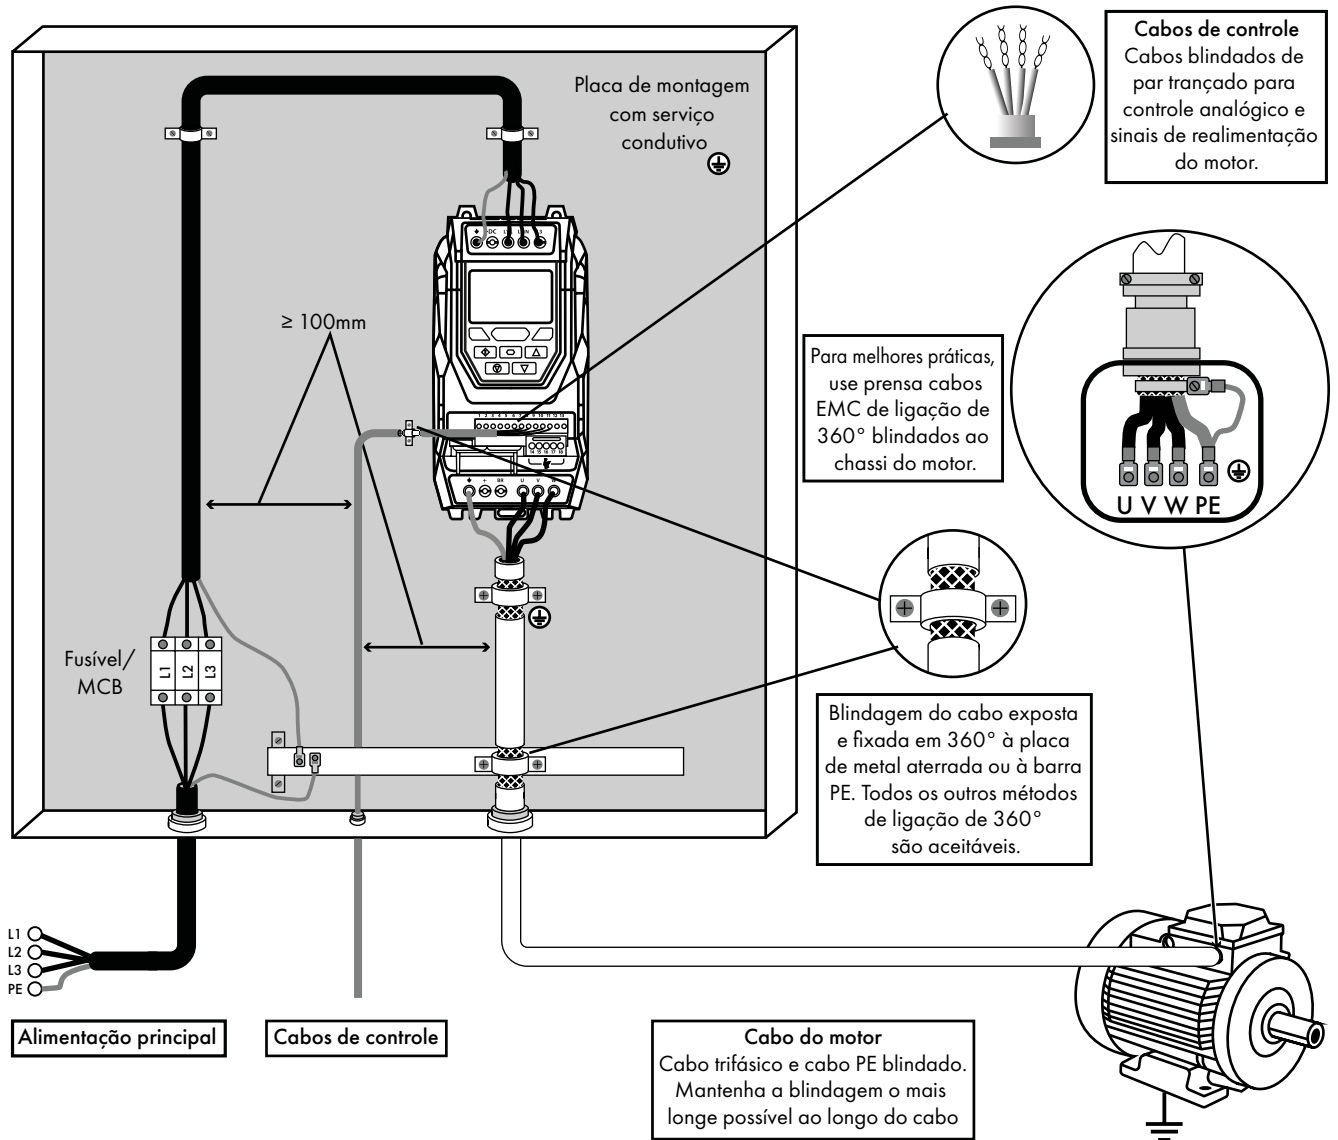 Placa de montagem
com serviço
condutivo
Cabos de controle
Cabos blindados de
par trançado para
controle analógico e
sinais de realimentação
do motor.
≥ 100mm
Para melhores práticas,
use prensa cabos
EMC de ligação de
360° blindados ao
chassi do motor.
U V W PE
+ BR U V
Fusível/
MCB
L1 L2 L3
Blindagem do cabo exposta
e fixada em 360° à placa
de metal aterrada ou à barra
PE. Todos os outros métodos
de ligação de 360°
são aceitáveis.
L1
L2
L3
PE
Alimentação principal
Cabos de controle
Cabo do motor
Cabo trifásico e cabo PE blindado.
Mantenha a blindagem o mais
longe possível ao longo do cabo